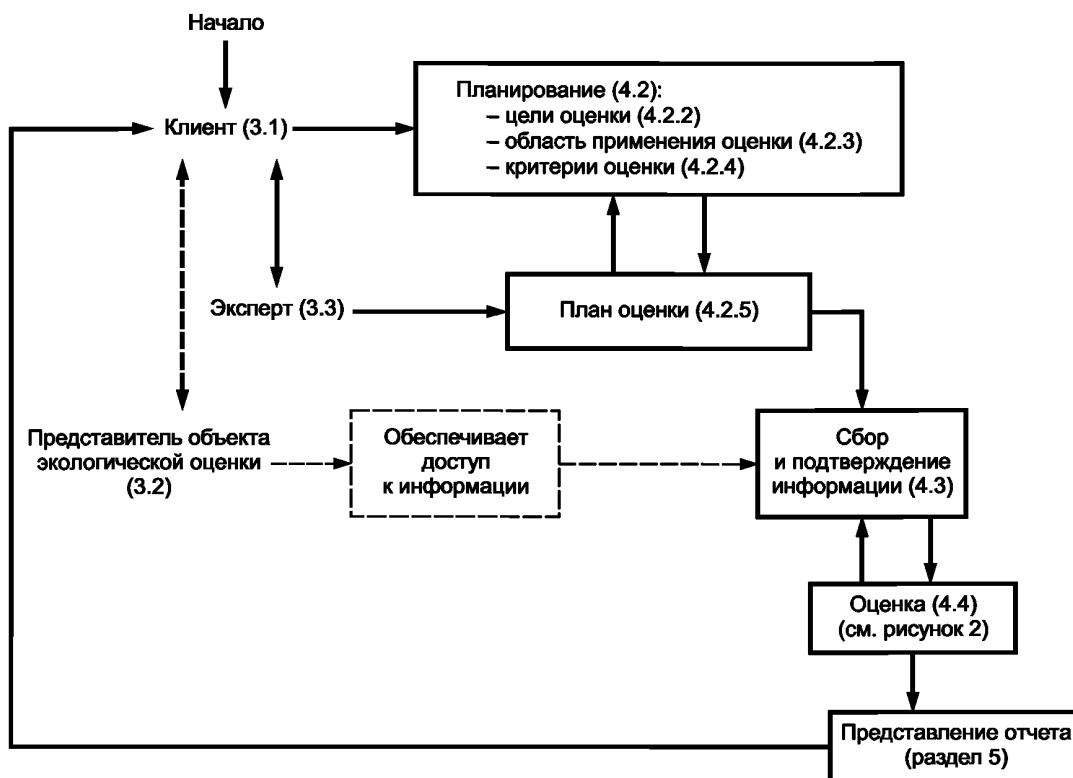 Начало
Клиент (3.1)
Планирование (4.2):
– цели оценки (4.2.2)
– область применения оценки (4.2.3)
– критерии оценки (4.2.4)
Эксперт (3.3)
План оценки (4.2.5)
Представитель объекта
экологической оценки
(3.2)
Обеспечивает
доступ
к информации
Сбор
и подтверждение
информации (4.3)
Оценка (4.4)
(см. рисунок 2)
Представление отчета
(раздел 5)